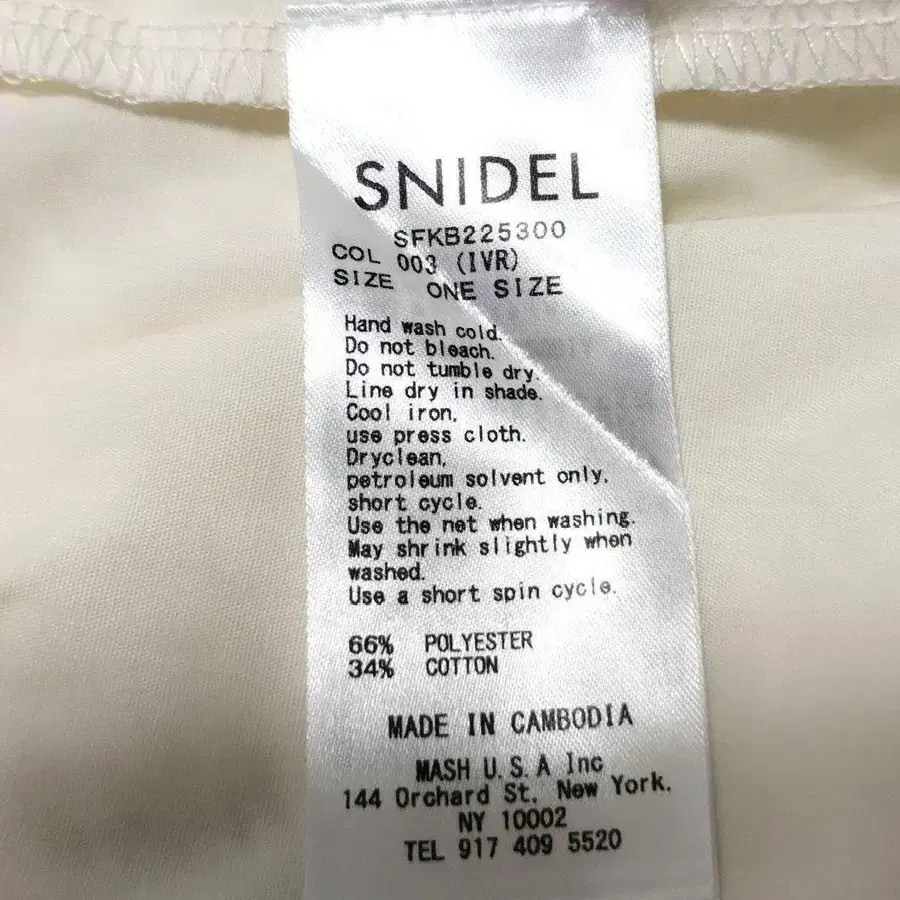 SNIDEL
SFKB225300
COL 003 (IVR)
SIZE ONE SIZE
Hand wash cold.
Do not bleach.
Do not tumble dry.
Line dry in shade.
Cool iron,
use press cloth.
Dryclean,
petroleum solvent only,
short cycle.
Use the net when washing.
May shrink slightly when
washed.
Use a short spin cycle.
66% POLYESTER
34% COTTON
MADE IN CAMBODIA
MASH U.S.A Inc
144 Orchard St. New York.
NY 10002
TEL 917 409 5520